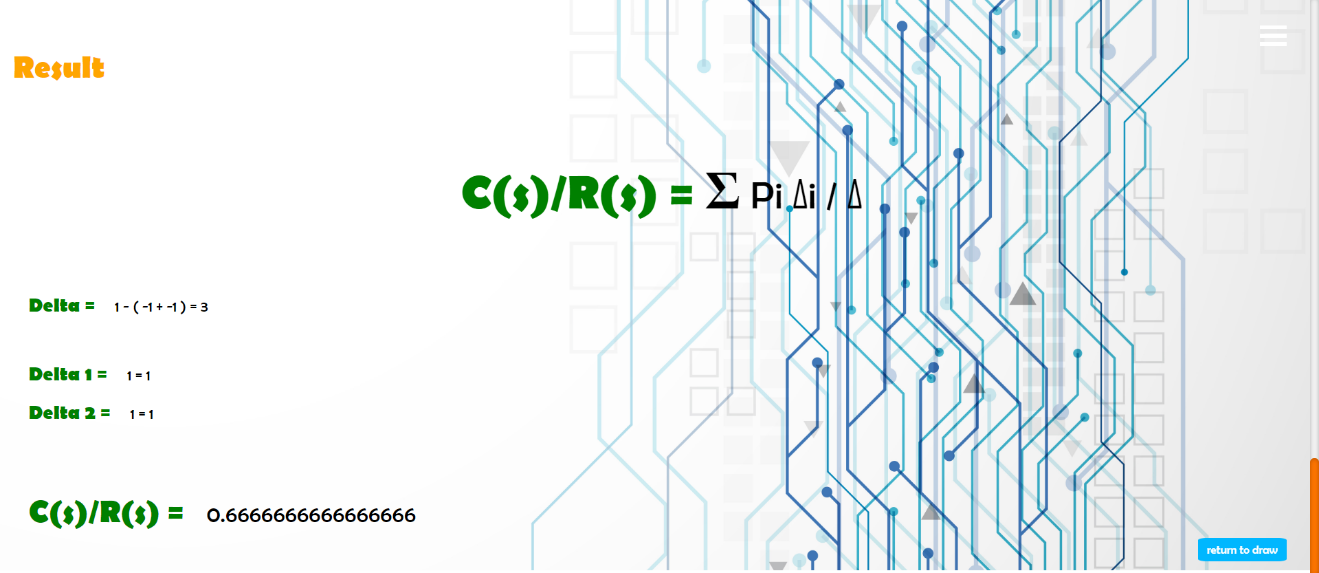 Result
C(s)/R(s) = Σ Pi Δi / Δ
Delta = 1 - ( -1 + -1 ) = 3
Delta 1 = 1 = 1
Delta 2 = 1 = 1
C(s)/R(s) = 0.6666666666666666
return to draw